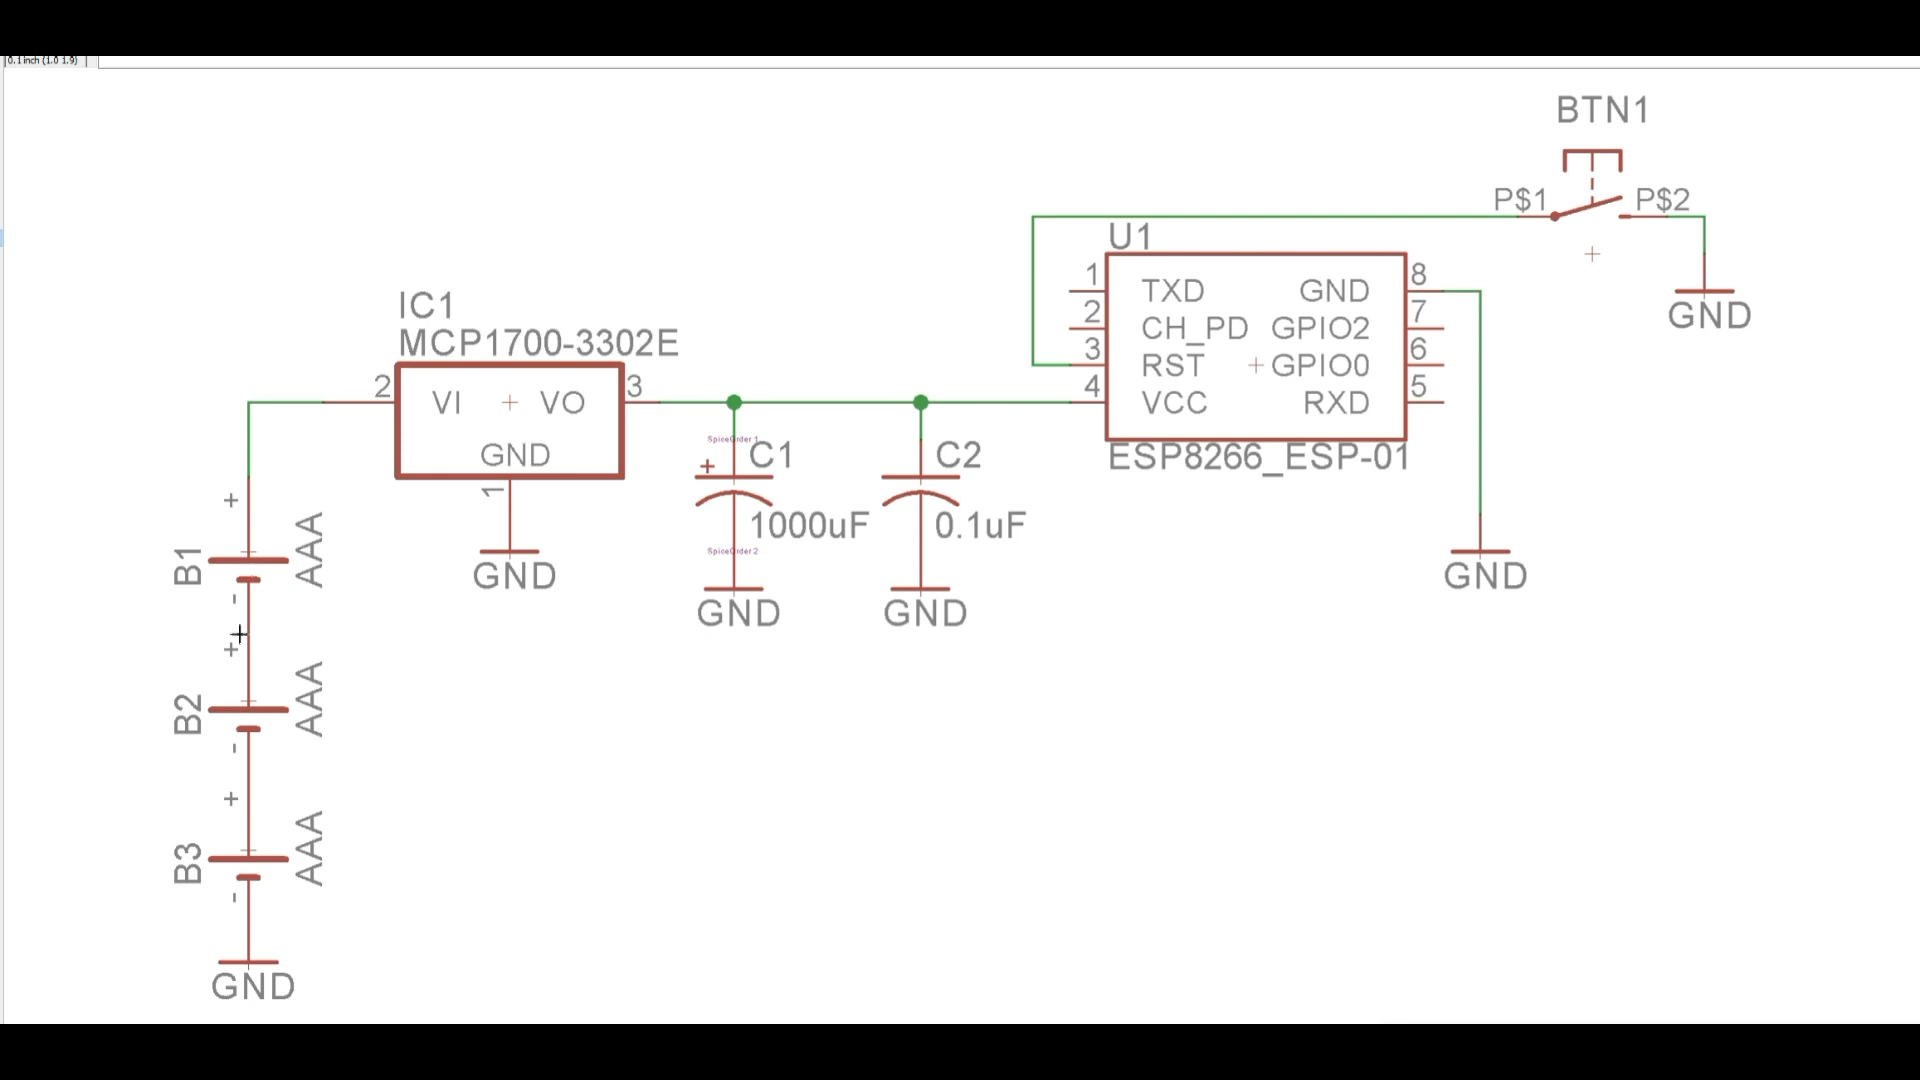 0.1 inch (1.0 1.9)
BTN1
P$1
P$2
GND
U1
1
2
3
4
TXD
CH_PD
RST
VCC
GND
GPIO2
GPIO0
RXD
8
7
6
5
ESP8266_ESP-01
GND
IC1
MCP1700-3302E
2
3
VI
VO
GND
1
GND
SpiceOrder 1
+
C1
1000uF
SpiceOrder 2
GND
C2
0.1uF
GND
+
B1
AAA
-
+
B2
AAA
-
+
B3
AAA
-
GND